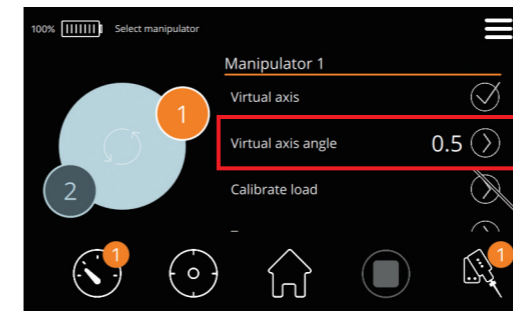 100% Select manipulator
Manipulator 1
Virtual axis
1
Virtual axis angle 0.5
2
Calibrate load
1
1